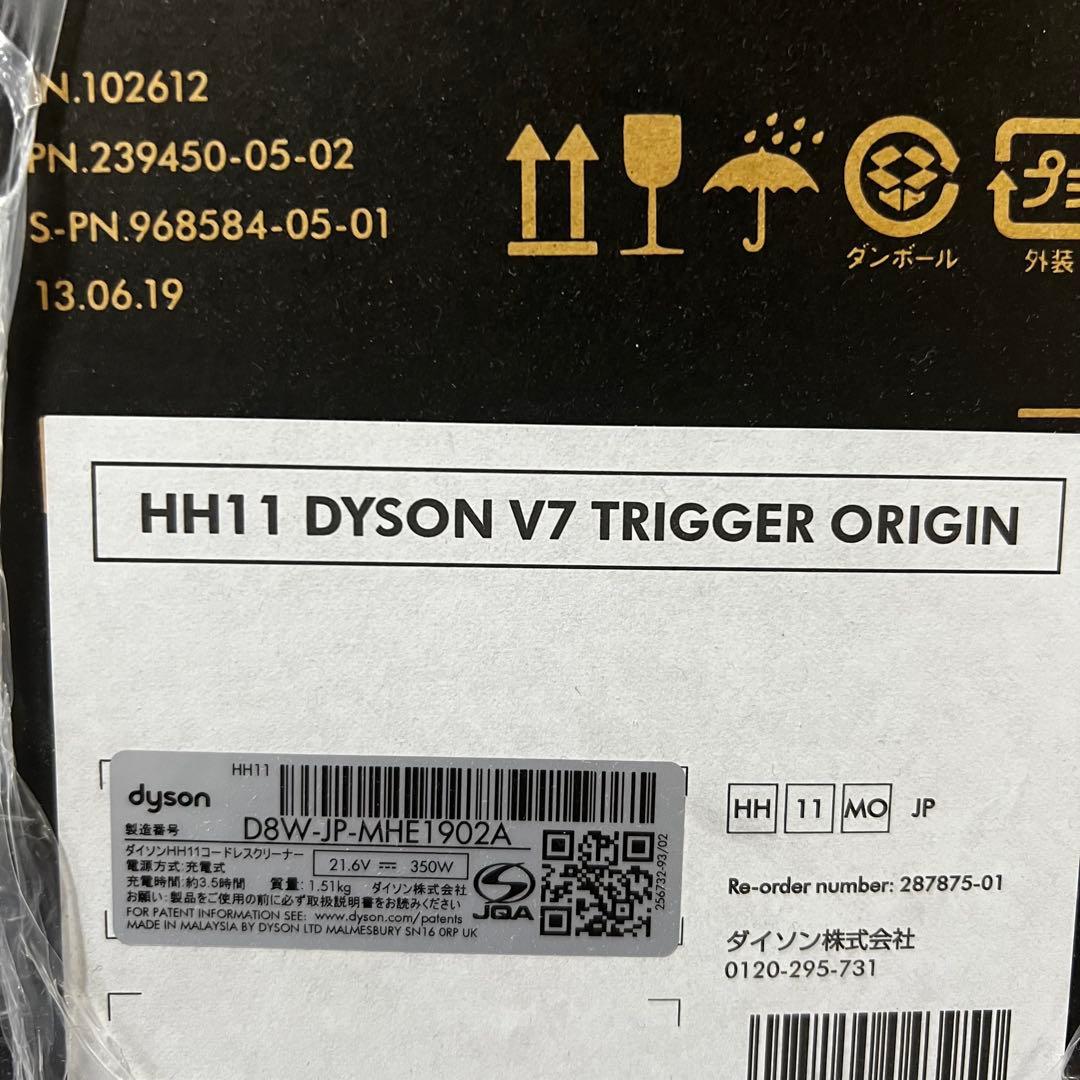 N.102612
PN.239450-05-02
S-PN.968584-05-01
13.06.19
ダンボール
外装
HH11 DYSON V7 TRIGGER ORIGIN
HH11
dyson
製造番号 D8W-JP-MHE1902A
ダイソンHH11コードレスクリーナー
電源方式:充電式 21.6V ⎓ 350W
充電時間:約3.5時間 質量:1.51kg ダイソン株式会社
お願い:製品をご使用の前に必ず取扱説明書をお読みください
FOR PATENT INFORMATION SEE: www.dyson.com/patents
MADE IN MALAYSIA BY DYSON LTD MALMESBURY SN16 0RP UK
JQA
256732-93/02
HH 11 MO JP
Re-order number: 287875-01
ダイソン株式会社
0120-295-731